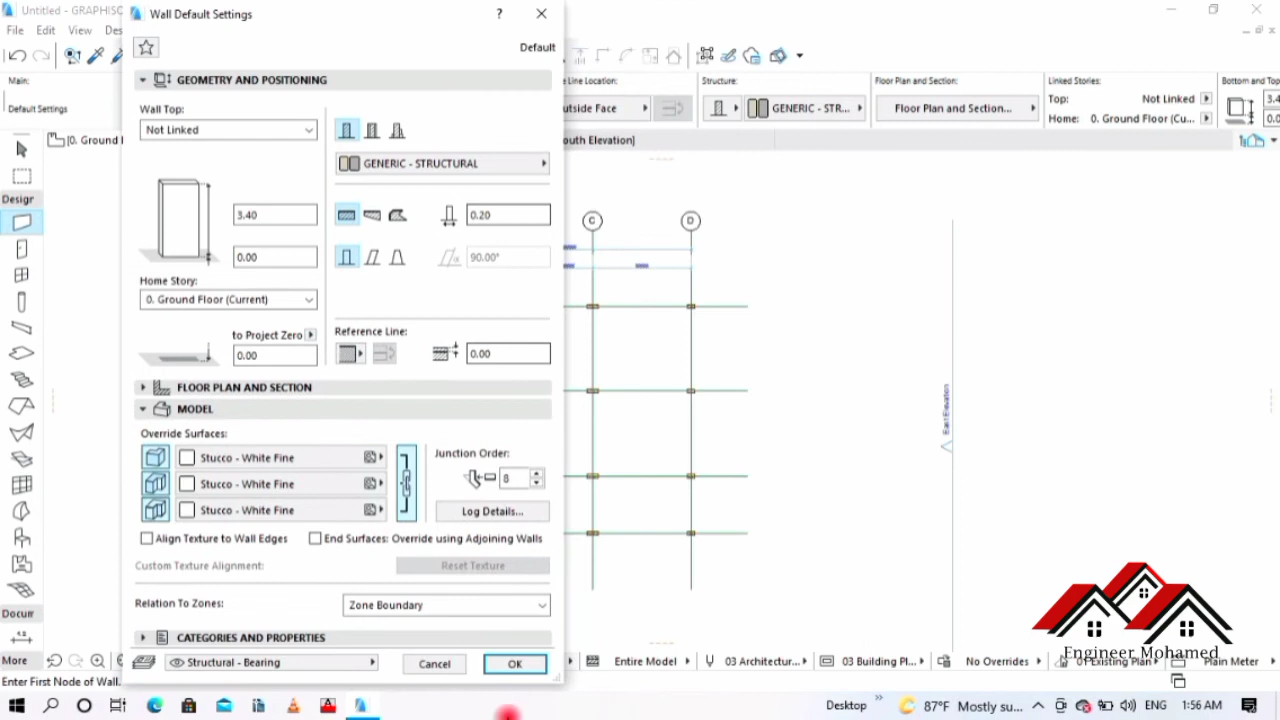 Untitled - GRAPHISO
File Edit View Des
Main:
Default Settings
[0. Ground
Design
Docum
More
Enter First Node of Wall.
Wall Default Settings
? 
Default
GEOMETRY AND POSITIONING
Wall Top:
Not Linked
GENERIC - STRUCTURAL
3.40
0.20
0.00
90.00°
Home Story:
0. Ground Floor (Current)
to Project Zero
0.00
Reference Line:
0.00
FLOOR PLAN AND SECTION
MODEL
Override Surfaces:
Stucco - White Fine
Stucco - White Fine
Stucco - White Fine
Junction Order:
8
Log Details...
Align Texture to Wall Edges
End Surfaces: Override using Adjoining Walls
Custom Texture Alignment:
Reset Texture
Relation To Zones:
Zone Boundary
CATEGORIES AND PROPERTIES
Structural - Bearing
Cancel
OK
Line Location:
utside Face
Structure:
GENERIC - STR...
Floor Plan and Section:
Floor Plan and Section...
Linked Stories:
Top: Not Linked
Home: 0. Ground Floor (Cu...
Bottom and Top
3.4
0.0
outh Elevation]
C
D
East Elevation
Engineer Mohamed
Entire Model
03 Architectur...
03 Building Pl...
No Overrides
01 Existing Plan
Plain Meter
Desktop
87°F Mostly su...
ENG
1:56 AM